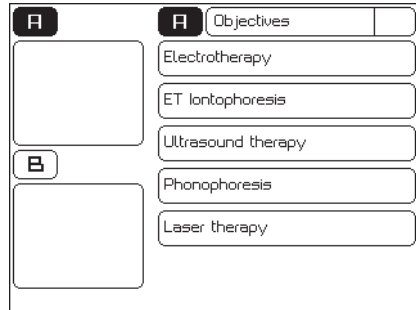 A
A Objectives
Electrotherapy
ET Iontophoresis
Ultrasound therapy
B
Phonophoresis
Laser therapy